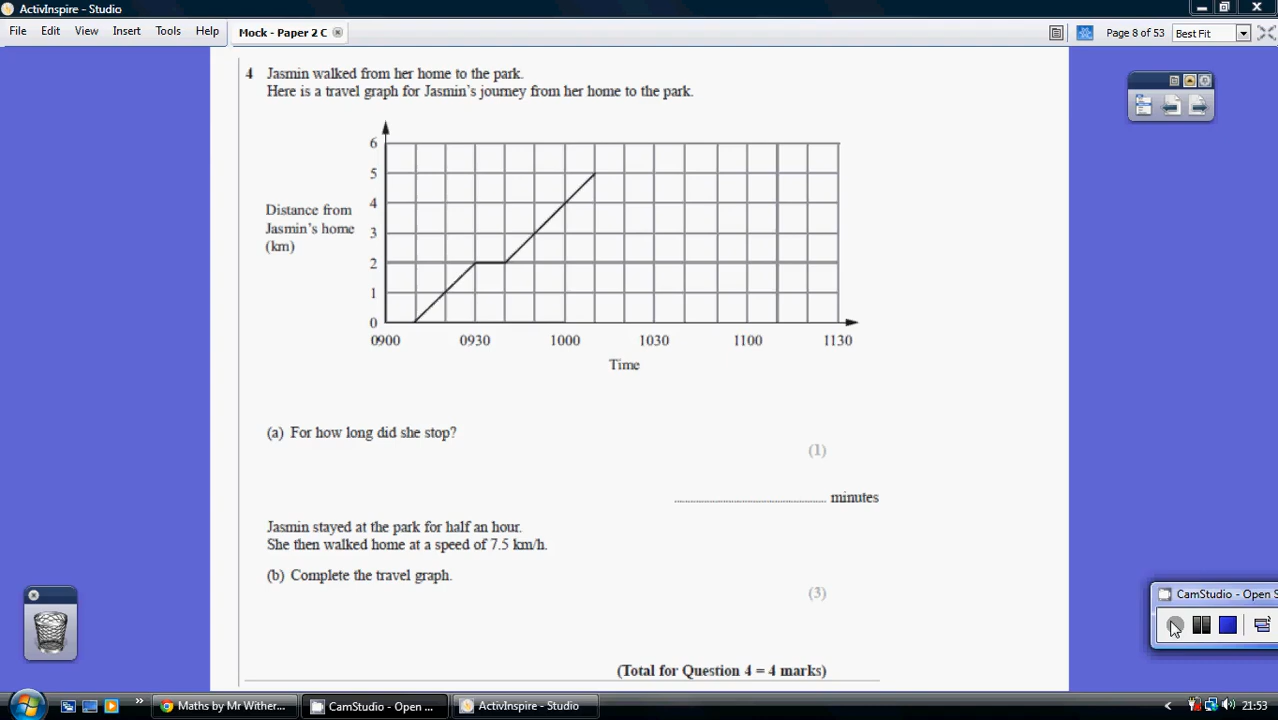 ActivInspire - Studio
File Edit View Insert Tools Help
Mock - Paper 2 C
Page 8 of 53
Best Fit
4 Jasmin walked from her home to the park.
Here is a travel graph for Jasmin's journey from her home to the park.
6
5
4
3
2
1
0
Distance from
Jasmin's home
(km)
0900 0930 1000 1030 1100 1130
Time
(a) For how long did she stop?
(1)
minutes
Jasmin stayed at the park for half an hour.
She then walked home at a speed of 7.5 km/h.
(b) Complete the travel graph.
(3)
(Total for Question 4 = 4 marks)
CamStudio - Open S
Maths by Mr Wither...
CamStudio - Open ...
ActivInspire - Studio
21:53